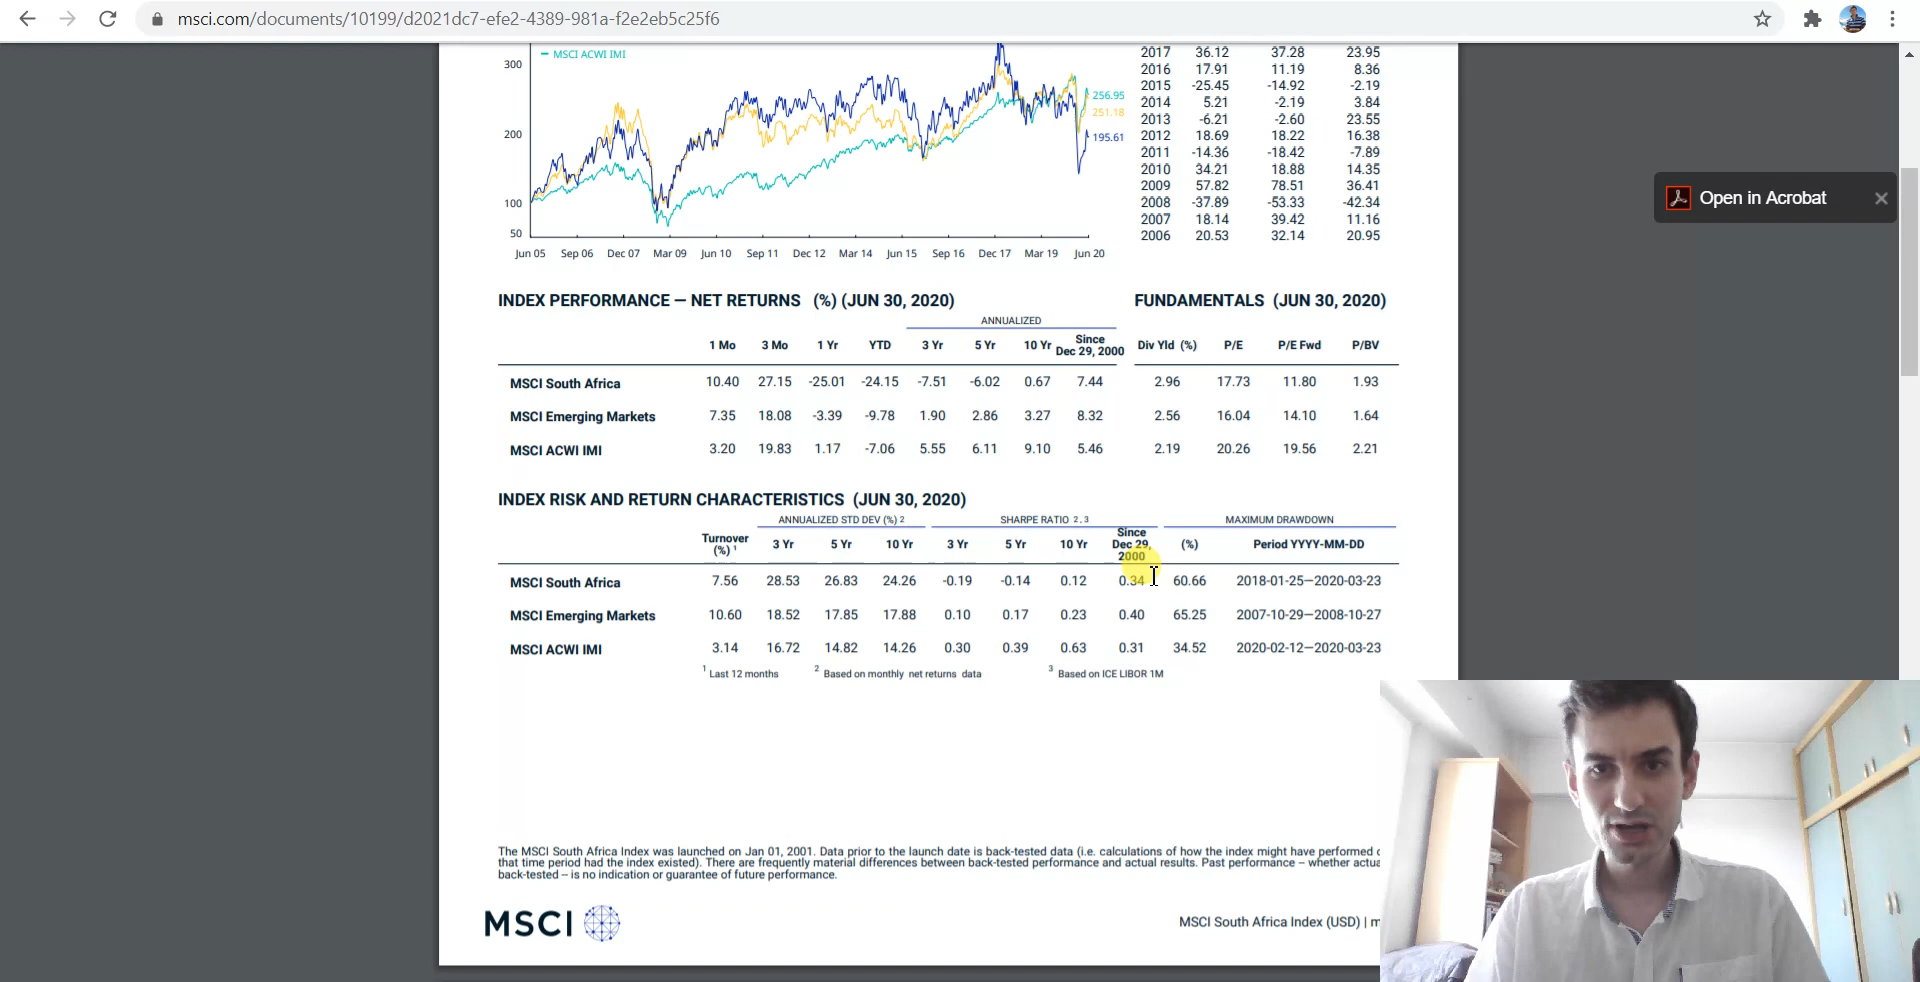 msci.com/documents/10199/d2021dc7-efe2-4389-981a-f2e2eb5c25f6
MSCI ACWI IMI
300
200
100
50
256.95
251.18
195.61
Jun 05 Sep 06 Dec 07 Mar 09 Jun 10 Sep 11 Dec 12 Mar 14 Jun 15 Sep 16 Dec 17 Mar 19 Jun 20
2017 36.12 37.28 23.95
2016 17.91 11.19 8.36
2015 -25.45 -14.92 -2.19
2014 5.21 -2.19 3.84
2013 -6.21 -2.60 23.55
2012 18.69 18.22 16.38
2011 -14.36 -18.42 -7.89
2010 34.21 18.88 14.35
2009 57.82 78.51 36.41
2008 -37.89 -53.33 -42.34
2007 18.14 39.42 11.16
2006 20.53 32.14 20.95
Open in Acrobat
INDEX PERFORMANCE — NET RETURNS (%) (JUN 30, 2020)
FUNDAMENTALS (JUN 30, 2020)
ANNUALIZED
1 Mo 3 Mo 1 Yr YTD 3 Yr 5 Yr 10 Yr Since Dec 29, 2000 Div Yld (%) P/E P/E Fwd P/BV
MSCI South Africa 10.40 27.15 -25.01 -24.15 -7.51 -6.02 0.67 7.44 2.96 17.73 11.80 1.93
MSCI Emerging Markets 7.35 18.08 -3.39 -9.78 1.90 2.86 3.27 8.32 2.56 16.04 14.10 1.64
MSCI ACWI IMI 3.20 19.83 1.17 -7.06 5.55 6.11 9.10 5.46 2.19 20.26 19.56 2.21
INDEX RISK AND RETURN CHARACTERISTICS (JUN 30, 2020)
ANNUALIZED STD DEV (%) 2 SHARPE RATIO 2 , 3 MAXIMUM DRAWDOWN
Turnover (%) 1 3 Yr 5 Yr 10 Yr 3 Yr 5 Yr 10 Yr Since Dec 29, 2000 (%) Period YYYY-MM-DD
MSCI South Africa 7.56 28.53 26.83 24.26 -0.19 -0.14 0.12 0.34 60.66 2018-01-25—2020-03-23
MSCI Emerging Markets 10.60 18.52 17.85 17.88 0.10 0.17 0.23 0.40 65.25 2007-10-29—2008-10-27
MSCI ACWI IMI 3.14 16.72 14.82 14.26 0.30 0.39 0.63 0.31 34.52 2020-02-12—2020-03-23
1 Last 12 months 2 Based on monthly net returns data 3 Based on ICE LIBOR 1M
The MSCI South Africa Index was launched on Jan 01, 2001. Data prior to the launch date is back-tested data (i.e. calculations of how the index might have performed
that time period had the index existed). There are frequently material differences between back-tested performance and actual results. Past performance – whether actua
back-tested – is no indication or guarantee of future performance.
MSCI
MSCI South Africa Index (USD) | m